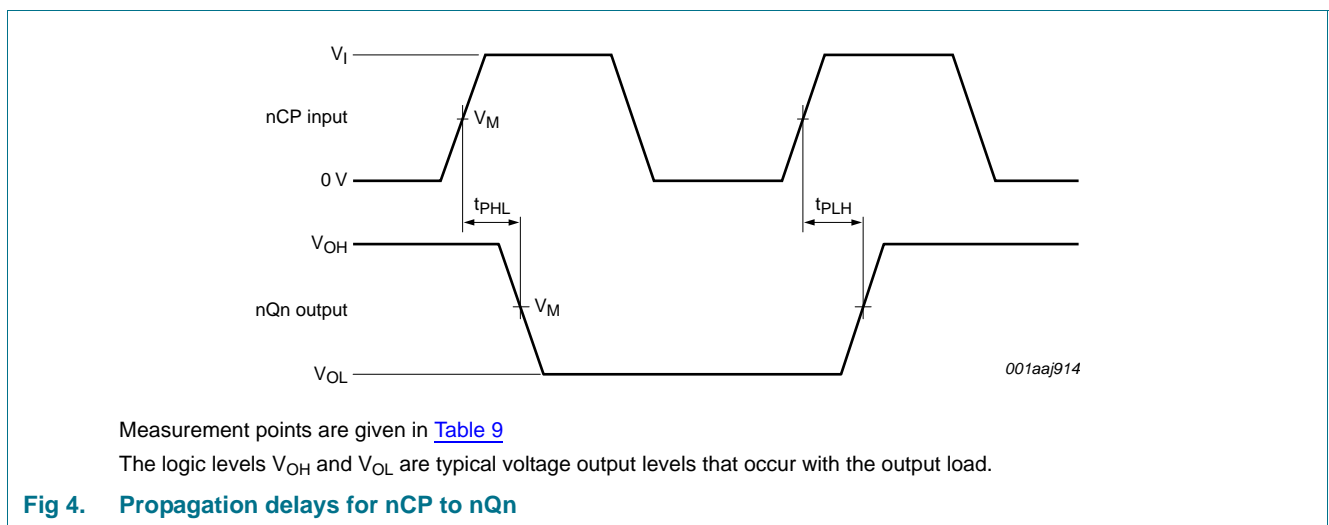 V_I
nCP input
V_M
0 V
t_PHL
t_PLH
V_OH
nQn output
V_M
V_OL
001aaj914
Measurement points are given in Table 9
The logic levels V_OH and V_OL are typical voltage output levels that occur with the output load.
Fig 4. Propagation delays for nCP to nQn